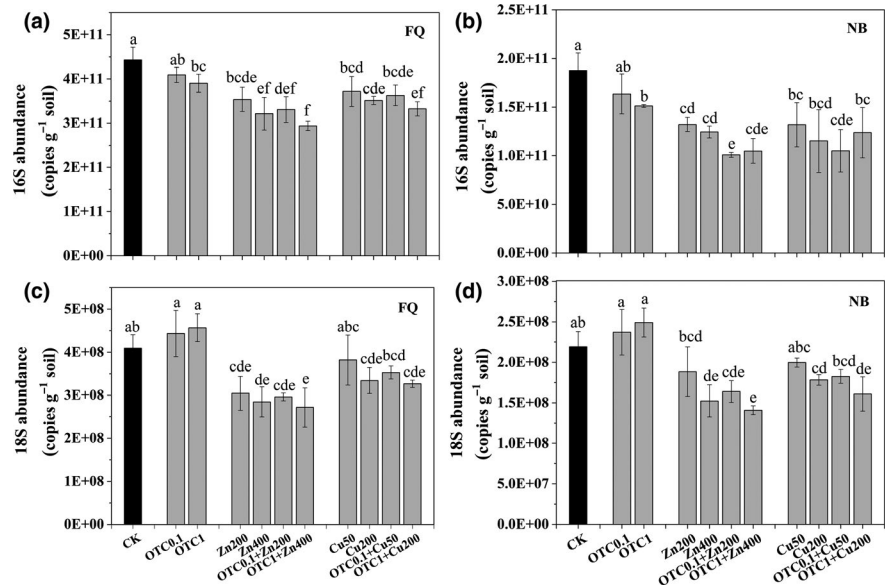 (a)
FQ
16S abundance
(copies g⁻¹ soil)
5E+11
4E+11
3E+11
2E+11
1E+11
0E+00
a
ab
bc
bcde
ef
def
f
bcd
cde
bcde
ef
(b)
NB
16S abundance
(copies g⁻¹ soil)
2.5E+11
2.0E+11
1.5E+11
1.0E+11
5.0E+10
0.0E+00
a
ab
b
cd
cd
e
cde
bc
bcd
cde
bc
(c)
FQ
18S abundance
(copies g⁻¹ soil)
5E+08
4E+08
3E+08
2E+08
1E+08
0E+00
ab
a
a
cde
de
cde
e
abc
cde
bcd
cde
CK
OTC0.1
OTC1
Zn200
Zn400
OTC0.1+Zn200
OTC1+Zn400
Cu50
Cu200
OTC0.1+Cu50
OTC1+Cu200
(d)
NB
18S abundance
(copies g⁻¹ soil)
3.0E+08
2.5E+08
2.0E+08
1.5E+08
1.0E+08
5.0E+07
0.0E+00
ab
a
a
bcd
de
cde
e
abc
cd
bcd
de
CK
OTC0.1
OTC1
Zn200
Zn400
OTC0.1+Zn200
OTC1+Zn400
Cu50
Cu200
OTC0.1+Cu50
OTC1+Cu200